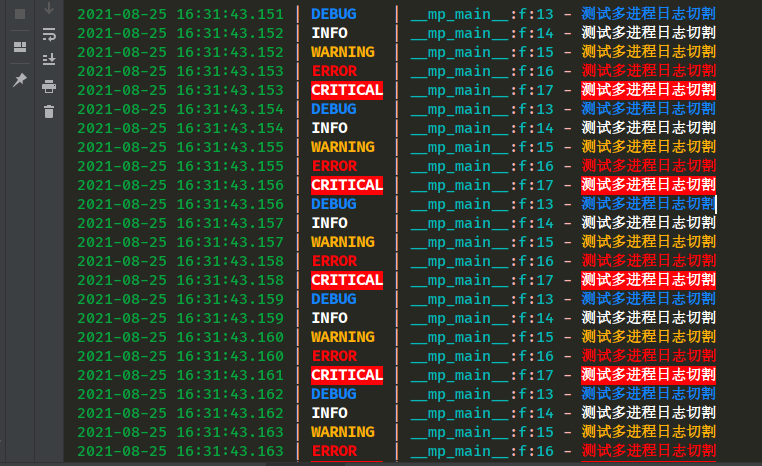 2021-08-25 16:31:43.151 | DEBUG | __mp_main__:f:13 - 测试多进程日志切割
2021-08-25 16:31:43.152 | INFO | __mp_main__:f:14 - 测试多进程日志切割
2021-08-25 16:31:43.152 | WARNING | __mp_main__:f:15 - 测试多进程日志切割
2021-08-25 16:31:43.153 | ERROR | __mp_main__:f:16 - 测试多进程日志切割
2021-08-25 16:31:43.153 | CRITICAL | __mp_main__:f:17 - 测试多进程日志切割
2021-08-25 16:31:43.154 | DEBUG | __mp_main__:f:13 - 测试多进程日志切割
2021-08-25 16:31:43.154 | INFO | __mp_main__:f:14 - 测试多进程日志切割
2021-08-25 16:31:43.155 | WARNING | __mp_main__:f:15 - 测试多进程日志切割
2021-08-25 16:31:43.155 | ERROR | __mp_main__:f:16 - 测试多进程日志切割
2021-08-25 16:31:43.156 | CRITICAL | __mp_main__:f:17 - 测试多进程日志切割
2021-08-25 16:31:43.156 | DEBUG | __mp_main__:f:13 - 测试多进程日志切割
2021-08-25 16:31:43.157 | INFO | __mp_main__:f:14 - 测试多进程日志切割
2021-08-25 16:31:43.157 | WARNING | __mp_main__:f:15 - 测试多进程日志切割
2021-08-25 16:31:43.158 | ERROR | __mp_main__:f:16 - 测试多进程日志切割
2021-08-25 16:31:43.158 | CRITICAL | __mp_main__:f:17 - 测试多进程日志切割
2021-08-25 16:31:43.159 | DEBUG | __mp_main__:f:13 - 测试多进程日志切割
2021-08-25 16:31:43.159 | INFO | __mp_main__:f:14 - 测试多进程日志切割
2021-08-25 16:31:43.160 | WARNING | __mp_main__:f:15 - 测试多进程日志切割
2021-08-25 16:31:43.160 | ERROR | __mp_main__:f:16 - 测试多进程日志切割
2021-08-25 16:31:43.161 | CRITICAL | __mp_main__:f:17 - 测试多进程日志切割
2021-08-25 16:31:43.162 | DEBUG | __mp_main__:f:13 - 测试多进程日志切割
2021-08-25 16:31:43.162 | INFO | __mp_main__:f:14 - 测试多进程日志切割
2021-08-25 16:31:43.163 | WARNING | __mp_main__:f:15 - 测试多进程日志切割
2021-08-25 16:31:43.163 | ERROR | __mp_main__:f:16 - 测试多进程日志切割